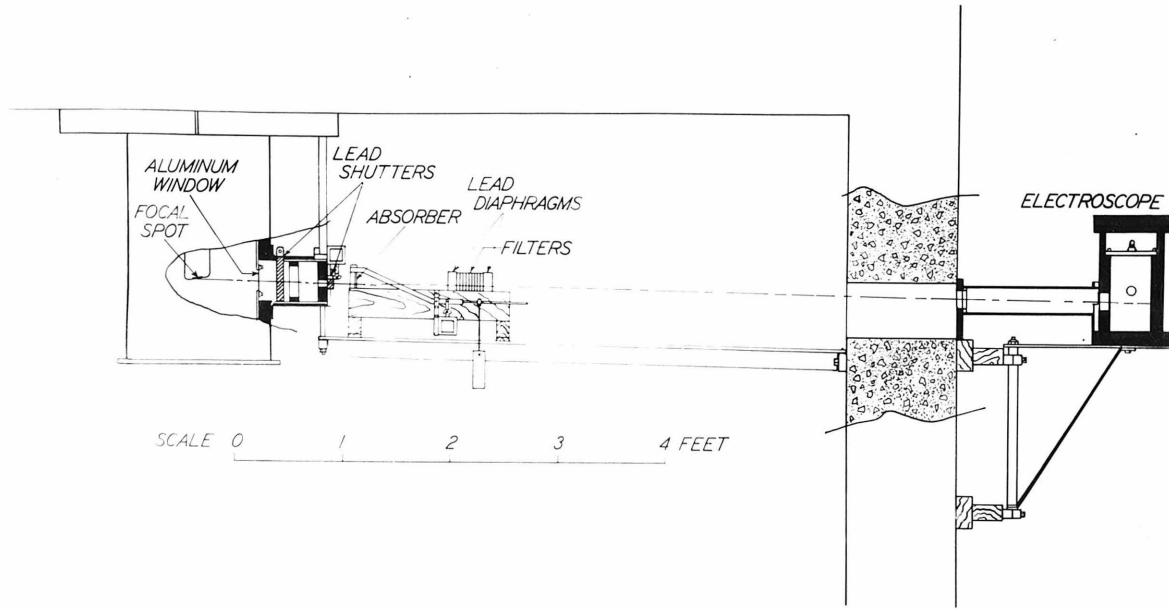 ALUMINUM
WINDOW
FOCAL
SPOT
LEAD
SHUTTERS
ABSORBER
LEAD
DIAPHRAGMS
FILTERS
ELECTROSCOPE
SCALE 0 1 2 3 4 FEET